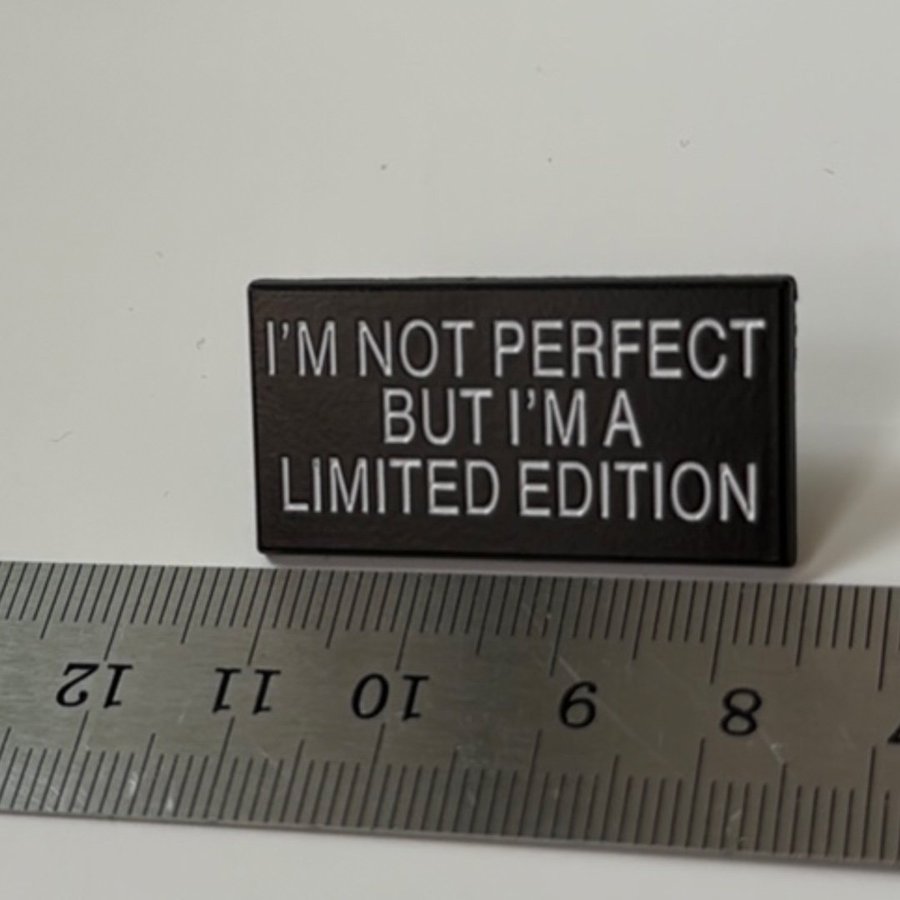 I'M NOT PERFECT
BUT I'M A
LIMITED EDITION
12 11 10 9 8